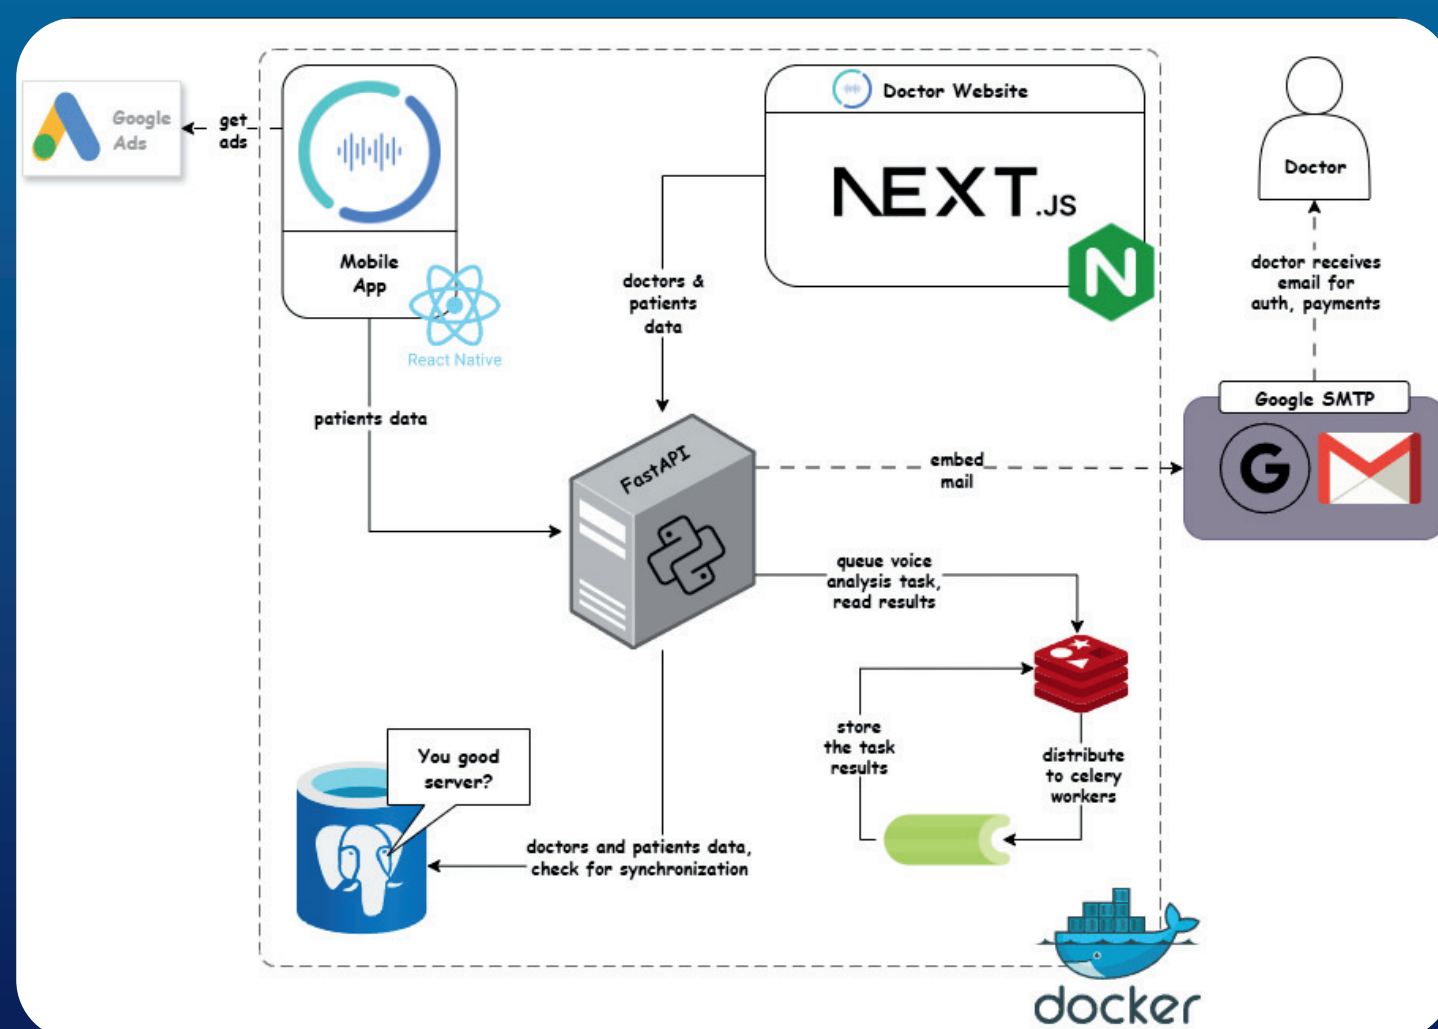 Google
Ads
get
ads
Mobile
App
React Native
Doctor Website
NEXT.JS
N
Doctor
doctors &
patients
data
doctor receives
email for
auth, payments
patients data
Google SMTP
G
FastAPI
embed
mail
queue voice
analysis task,
read results
You good
server?
store
the task
results
distribute
to celery
workers
doctors and patients data,
check for synchronization
docker